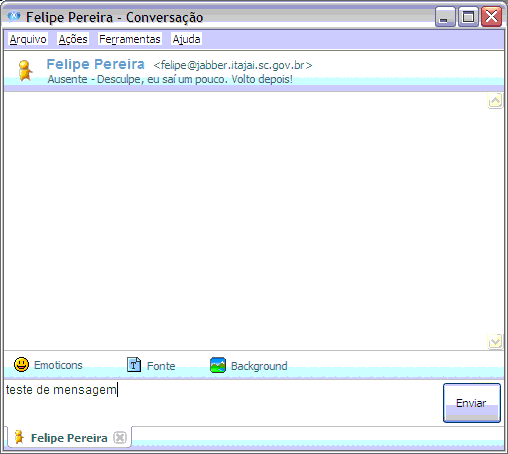 Felipe Pereira - Conversação
Arquivo Ações Ferramentas Ajuda
Felipe Pereira <felipe@jabber.itajai.sc.gov.br>
Ausente - Desculpe, eu saí um pouco. Volto depois!
Emoticons Fonte Background
teste de mensagem
Enviar
Felipe Pereira